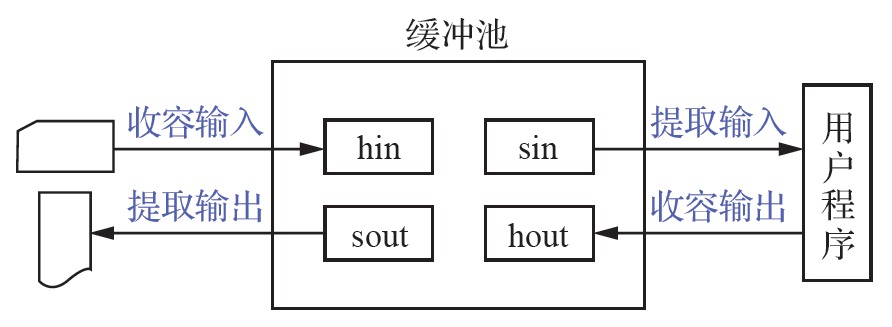 缓冲池
收容输入
hin
sin
提取输入
提取输出
sout
hout
收容输出
用户程序